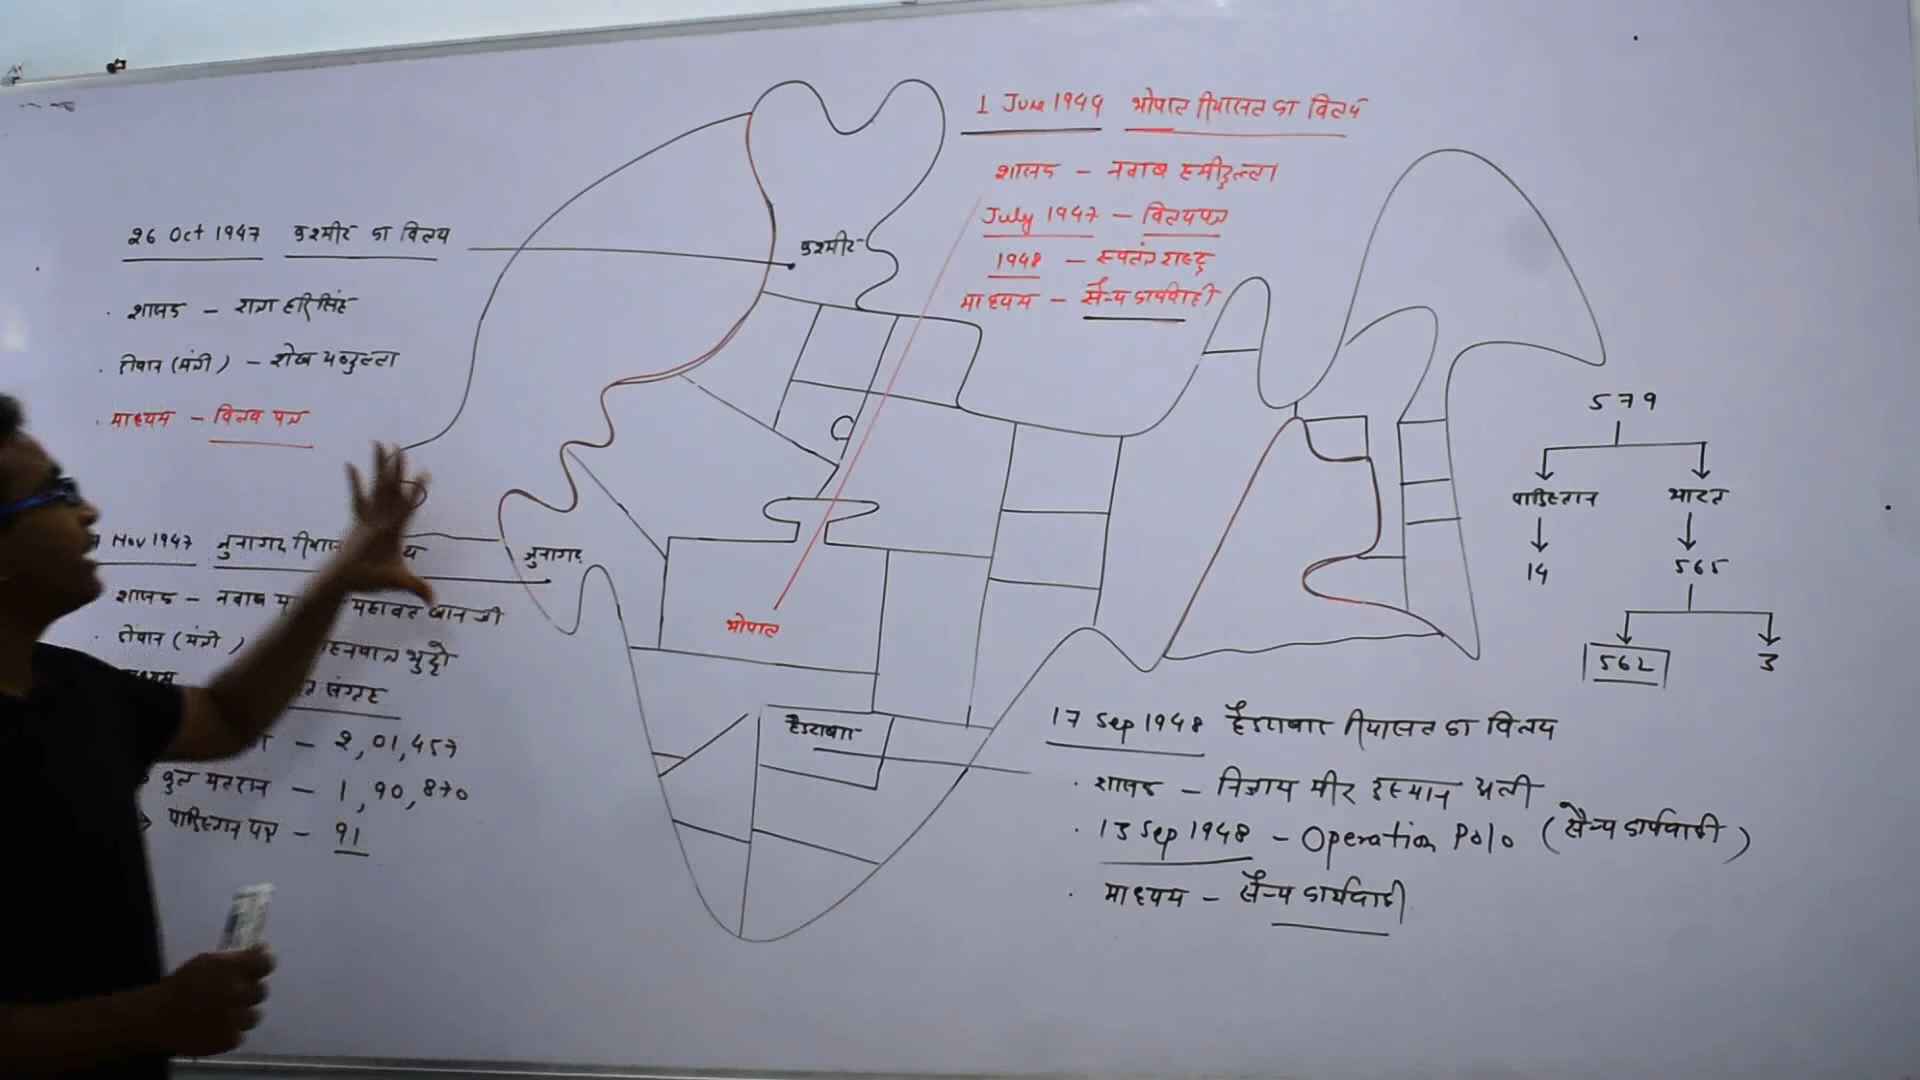 1 June 1949 भोपाल रियासत का विलय
शासक - नवाब हमीदुल्ला
July 1947 - विलयपत्र
1948 - स्वतंत्र राष्ट्र
माध्यम - सैन्य कार्यवाही
26 Oct 1947 कश्मीर का विलय
शासक - राजा हरिसिंह
दीवान (मंत्री) - शेख अब्दुल्ला
माध्यम - विलय पत्र
कश्मीर
Nov 1947 जुनागढ़
शासक - नवाब महावत खान जी
दीवान (मंत्री) भुट्टो
संग्रह
- 2,01,457
कुल मतदान - 1,90,870
पाकिस्तान पक्ष - 91
जुनागढ़
भोपाल
हैदराबाद
579
पाकिस्तान भारत
14 565
562 3
17 Sep 1948 हैदराबाद रियासत का विलय
शासक - निजाम मीर उस्मान अली
13 Sep 1948 - Operation Polo (सैन्य कार्यवाही)
माध्यम - सैन्य कार्यवाही